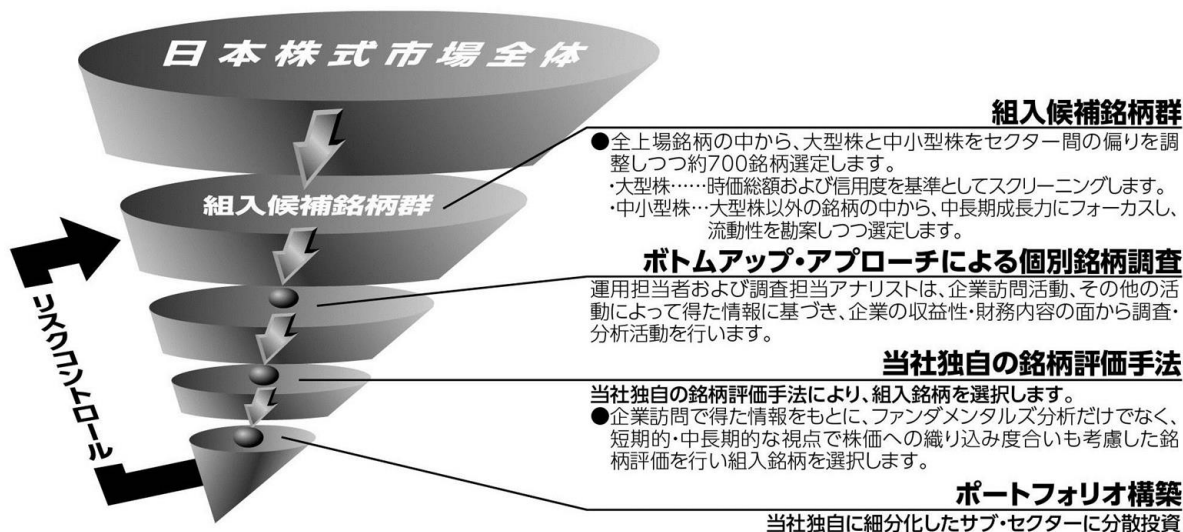 日本株式市場全体
組入候補銘柄群
リスクコントロール
組入候補銘柄群
●全上場銘柄の中から、大型株と中小型株をセクター間の偏りを調
整しつつ約700銘柄選定します。
・大型株……時価総額および信用度を基準としてスクリーニングします。
・中小型株…大型株以外の銘柄の中から、中長期成長力にフォーカスし、
流動性を勘案しつつ選定します。
ボトムアップ・アプローチによる個別銘柄調査
運用担当者および調査担当アナリストは、企業訪問活動、その他の活
動によって得た情報に基づき、企業の収益性・財務内容の面から調査・
分析活動を行います。
当社独自の銘柄評価手法
当社独自の銘柄評価手法により、組入銘柄を選択します。
●企業訪問で得た情報をもとに、ファンダメンタルズ分析だけでなく、
短期的・中長期的な視点で株価への織り込み度合いも考慮した銘
柄評価を行い組入銘柄を選択します。
ポートフォリオ構築
当社独自に細分化したサブ・セクターに分散投資